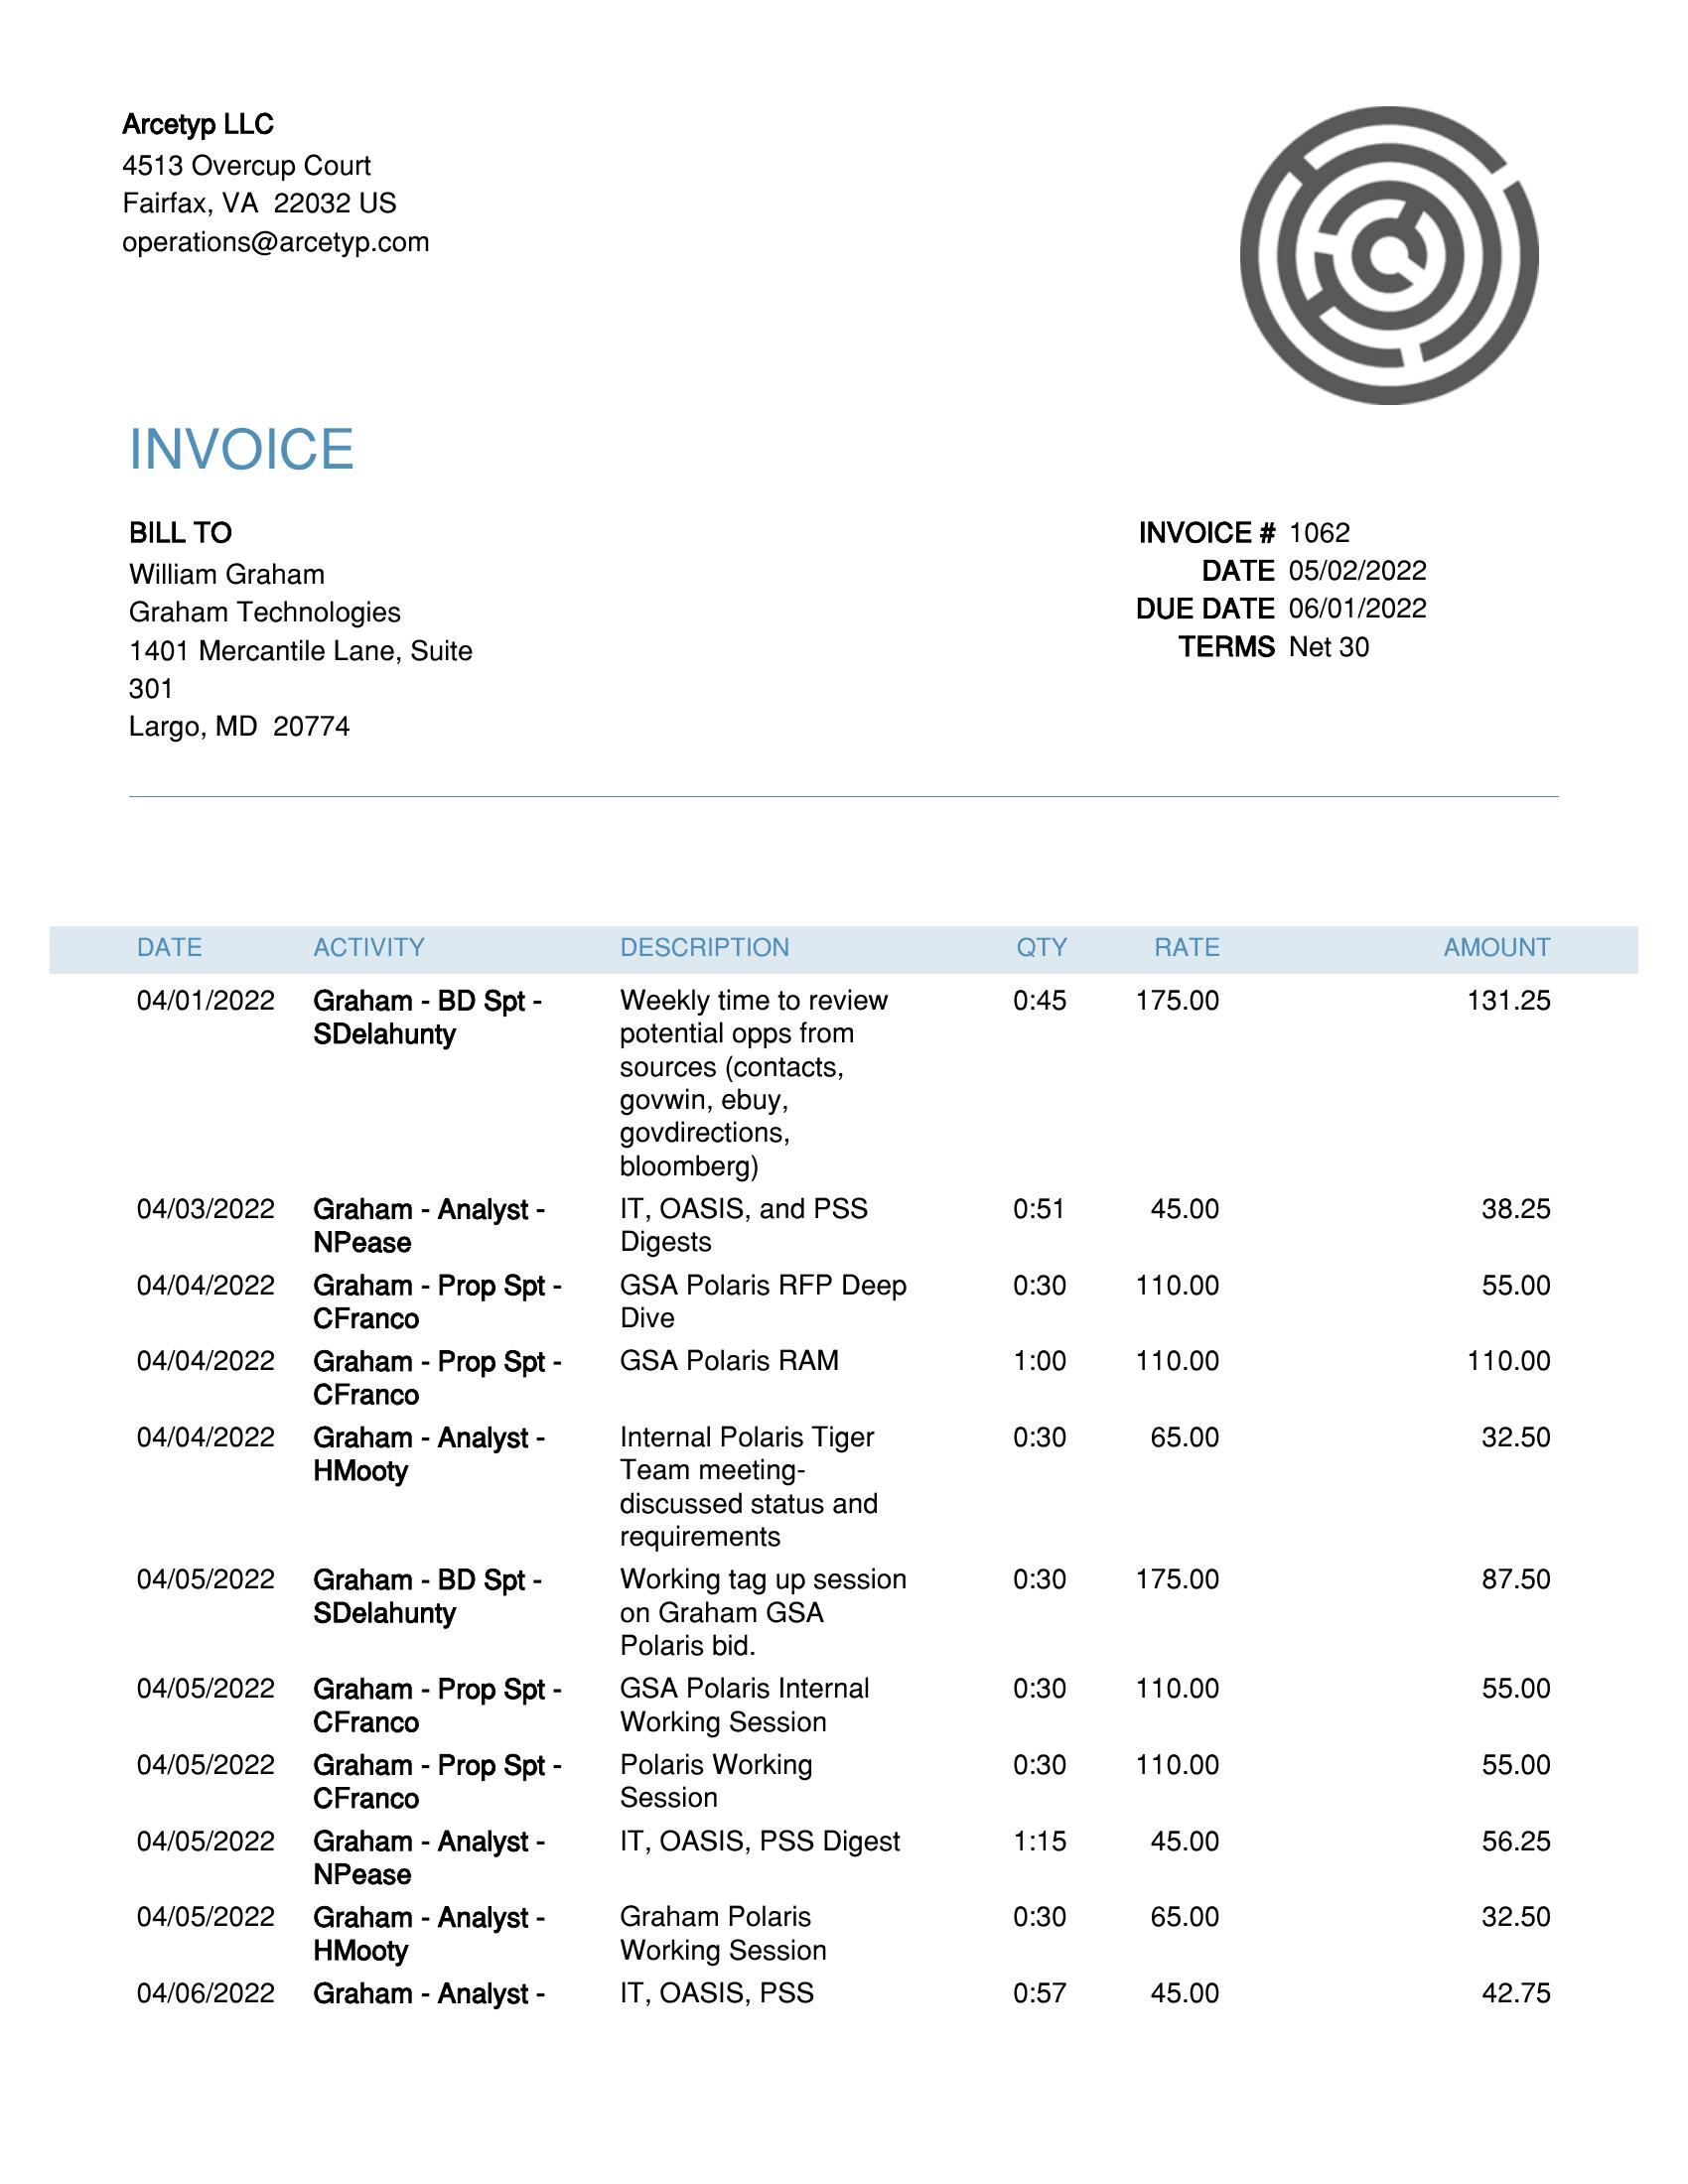 Arcetyp LLC
4513 Overcup Court
Fairfax, VA  22032 US
operations@arcetyp.com
INVOICE
BILL TO
William Graham
Graham Technologies
1401 Mercantile Lane, Suite
301
Largo, MD  20774
INVOICE # 1062
DATE 05/02/2022
DUE DATE 06/01/2022
TERMS Net 30
DATE ACTIVITY DESCRIPTION QTY RATE AMOUNT
04/01/2022 Graham - BD Spt - Weekly time to review 0:45 175.00 131.25
SDelahunty potential opps from
sources (contacts,
govwin, ebuy,
govdirections,
bloomberg)
04/03/2022 Graham - Analyst - IT, OASIS, and PSS 0:51 45.00 38.25
NPease Digests
04/04/2022 Graham - Prop Spt - GSA Polaris RFP Deep 0:30 110.00 55.00
CFranco Dive
04/04/2022 Graham - Prop Spt - GSA Polaris RAM 1:00 110.00 110.00
CFranco
04/04/2022 Graham - Analyst - Internal Polaris Tiger 0:30 65.00 32.50
HMooty Team meeting-
discussed status and
requirements
04/05/2022 Graham - BD Spt - Working tag up session 0:30 175.00 87.50
SDelahunty on Graham GSA
Polaris bid.
04/05/2022 Graham - Prop Spt - GSA Polaris Internal 0:30 110.00 55.00
CFranco Working Session
04/05/2022 Graham - Prop Spt - Polaris Working 0:30 110.00 55.00
CFranco Session
04/05/2022 Graham - Analyst - IT, OASIS, PSS Digest 1:15 45.00 56.25
NPease
04/05/2022 Graham - Analyst - Graham Polaris 0:30 65.00 32.50
HMooty Working Session
04/06/2022 Graham - Analyst - IT, OASIS, PSS 0:57 45.00 42.75